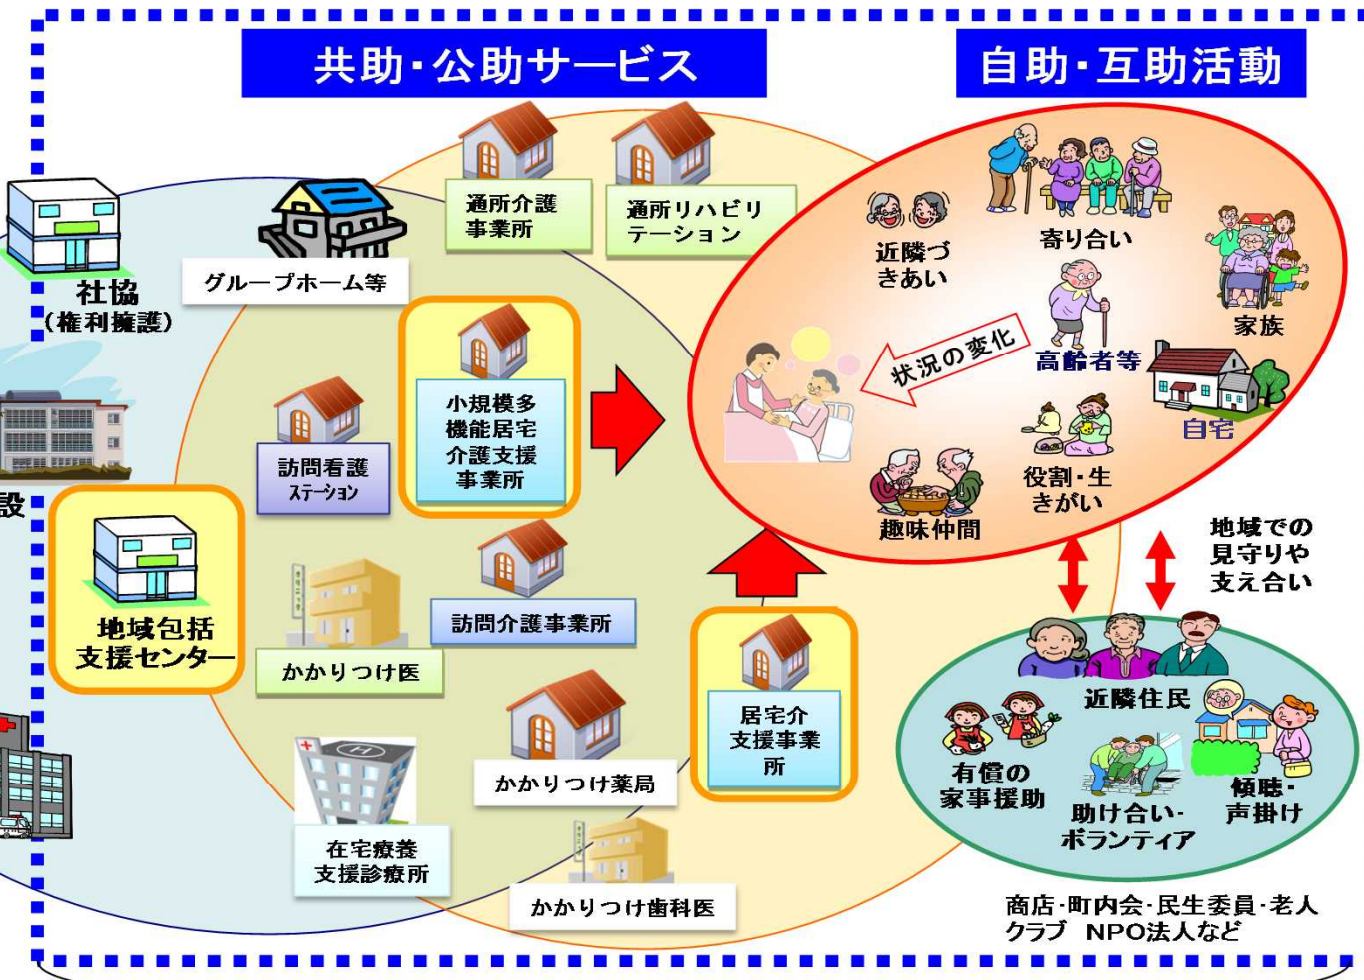 共助・公助サービス
自助・互助活動
通所介護
事業所
通所リハビリ
テーション
社協
(権利擁護)
グループホーム等
近隣づ
きあい
寄り合い
家族
状況の変化
高齢者等
自宅
小規模多
機能居宅
介護支援
事業所
訪問看護
ステーション
役割・生
きがい
趣味仲間
設
地域での
見守りや
支え合い
地域包括
支援センター
訪問介護事業所
かかりつけ医
近隣住民
居宅介
支援事業
所
有償の
家事援助
かかりつけ薬局
助け合い・
ボランティア
傾聴・
声掛け
在宅療養
支援診療所
かかりつけ歯科医
商店・町内会・民生委員・老人
クラブ NPO法人など